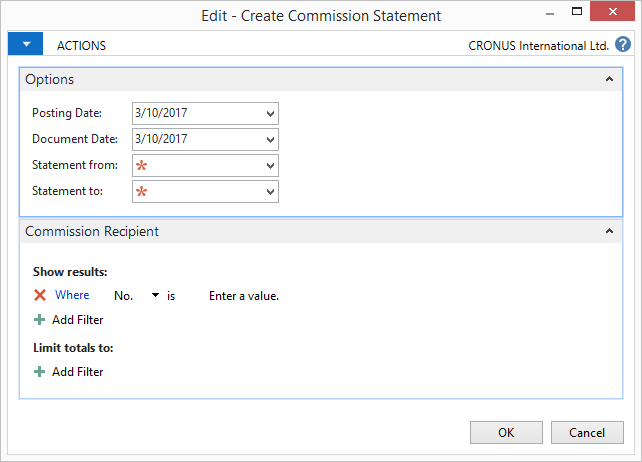 Edit - Create Commission Statement
ACTIONS CRONUS International Ltd. ?
Options
Posting Date: 3/10/2017
Document Date: 3/10/2017
Statement from: *
Statement to: *
Commission Recipient
Show results:
Where No. is Enter a value.
Add Filter
Limit totals to:
Add Filter
OK Cancel